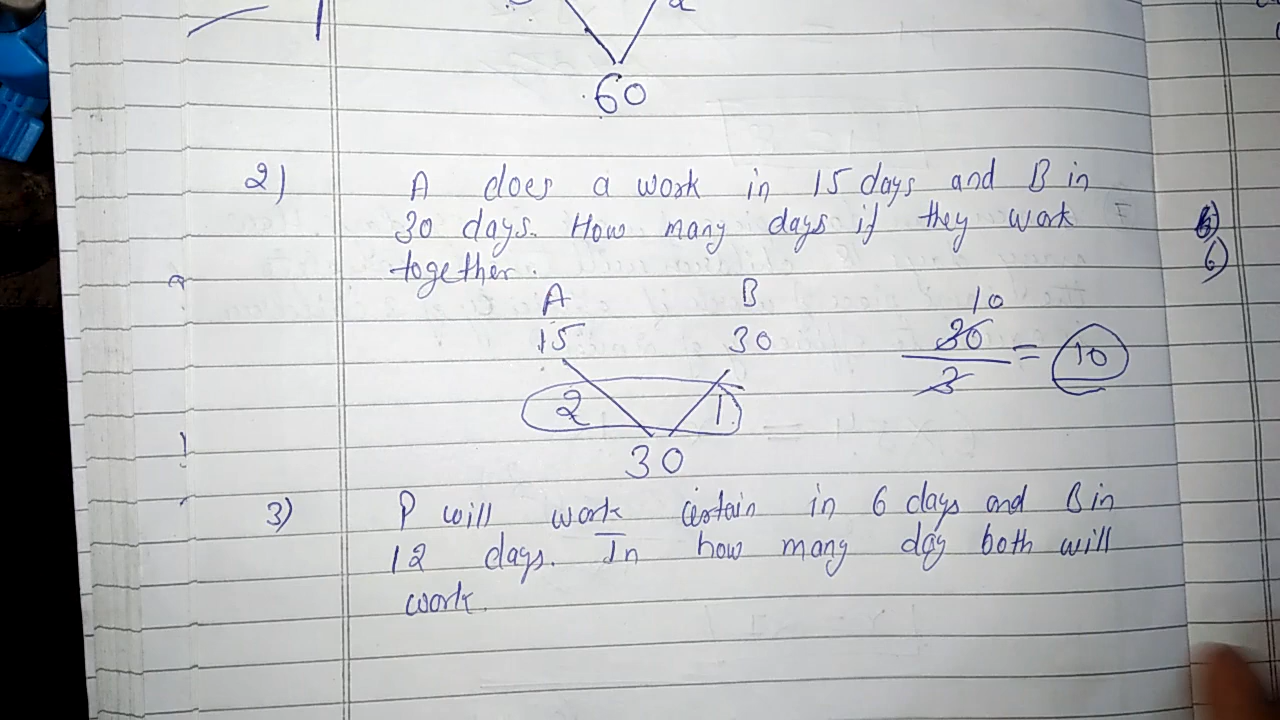 60
2) A does a work in 15 days and B in
30 days. How many days if they work
together.
A B
15 30
2 1
30
10
30
3
= 10
6)
3) P will work certain in 6 days and B in
12 days. In how many day both will
work.